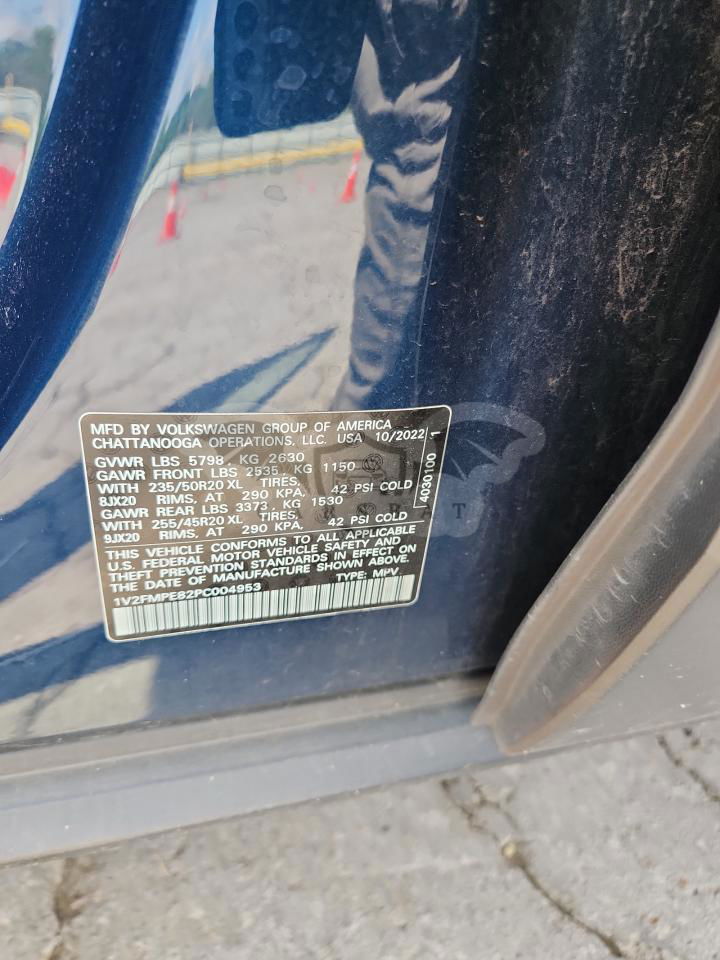 MFD BY VOLKSWAGEN GROUP OF AMERICA
CHATTANOOGA OPERATIONS, LLC. USA 10/2022
GVWR LBS 5798 KG 2630
GAWR FRONT LBS 2535 KG 1150
WITH 235/50R20 XL TIRES,
8JX20 RIMS, AT 290 KPA, 42 PSI COLD
GAWR REAR LBS 3373 KG 1530
WITH 255/45R20 XL TIRES,
9JX20 RIMS, AT 290 KPA, 42 PSI COLD
THIS VEHICLE CONFORMS TO ALL APPLICABLE
U.S. FEDERAL MOTOR VEHICLE SAFETY AND
THEFT PREVENTION STANDARDS IN EFFECT ON
THE DATE OF MANUFACTURE SHOWN ABOVE.
TYPE: MPV
1V2FMPE82PC004953
4030100 1